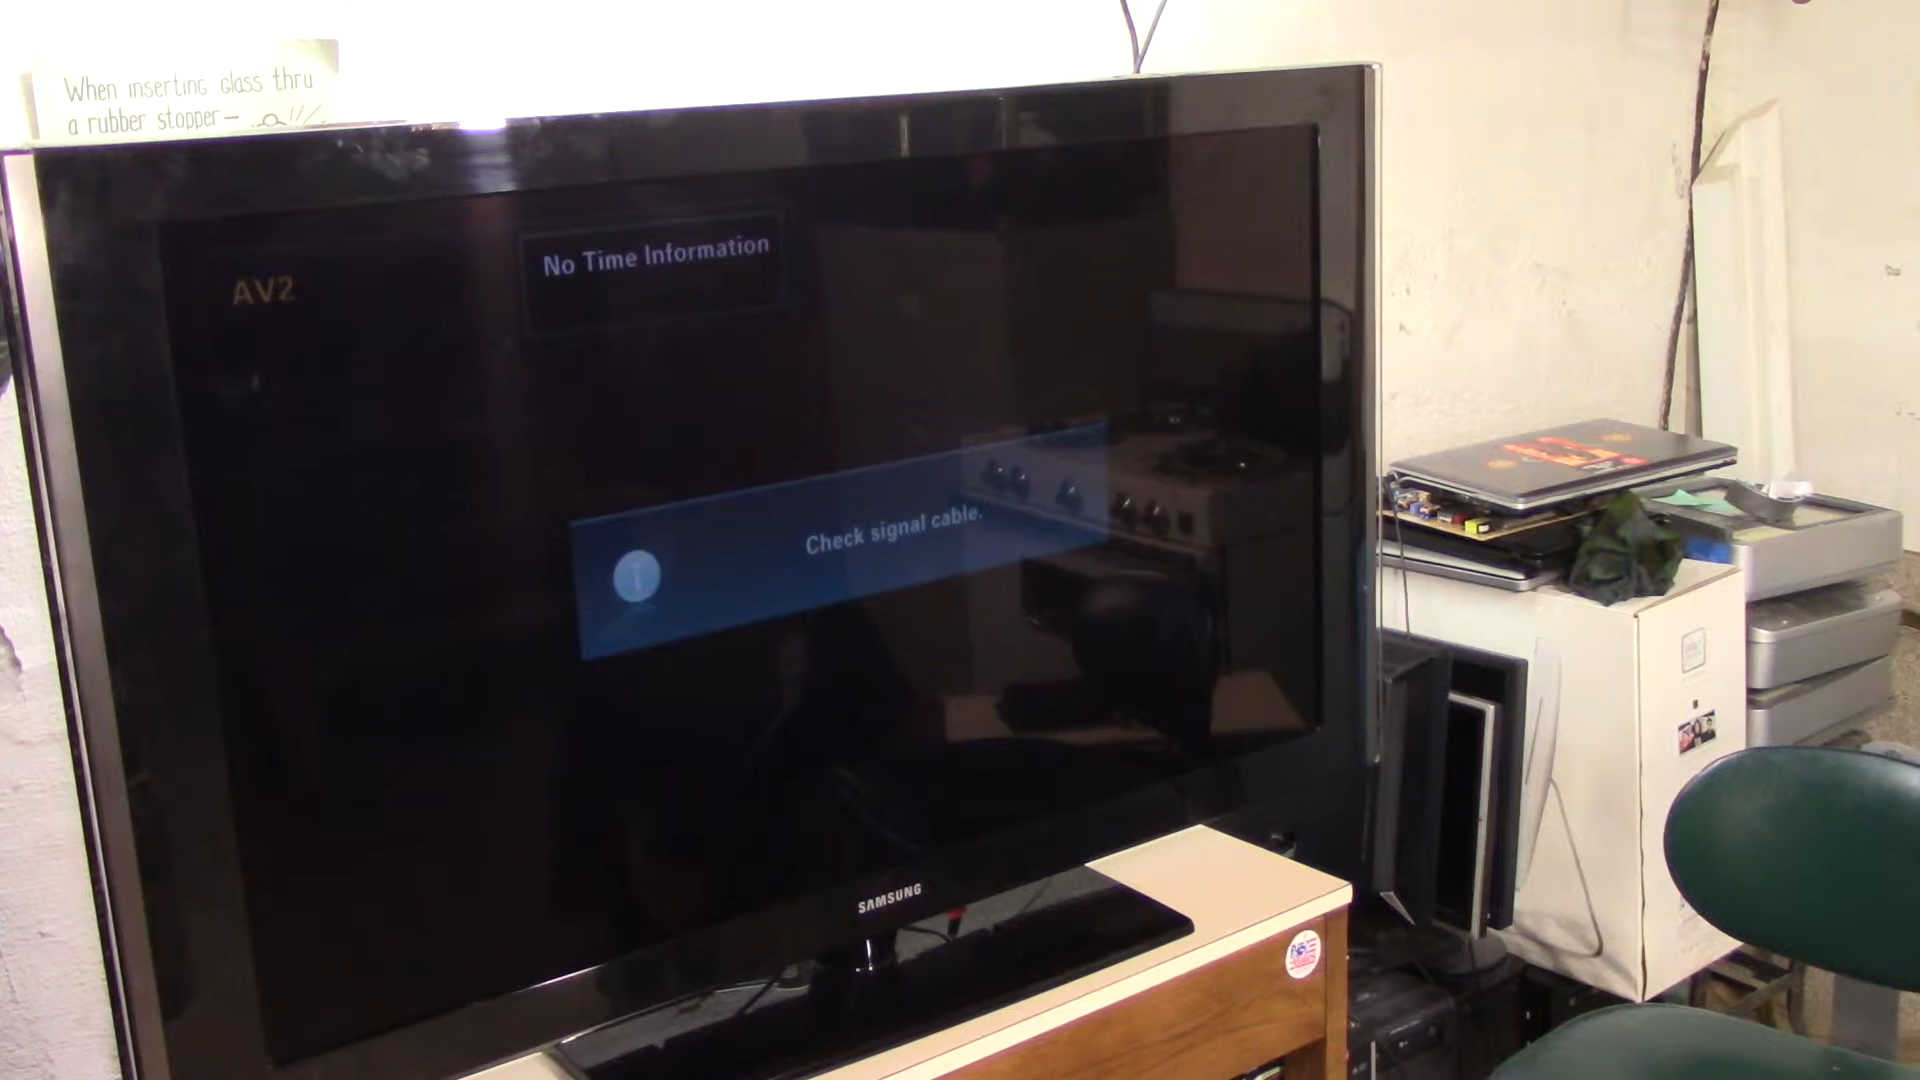 When inserting Glass thru
a rubber stopper-
No Time Information
AV2
Check signal cable.
SAMSUNG